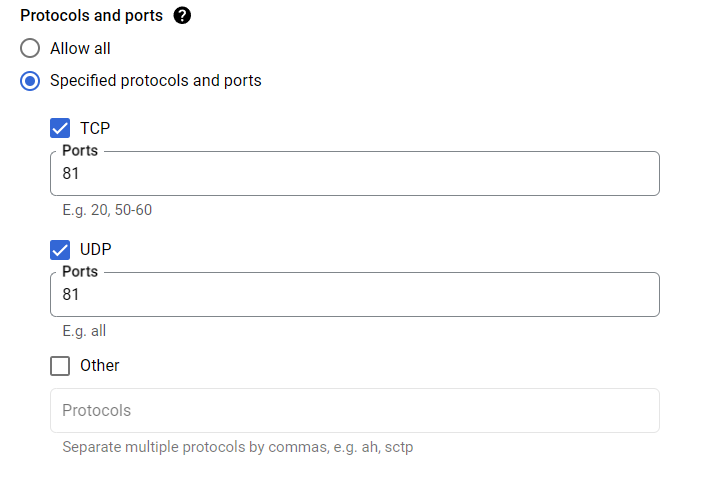 Protocols and ports ?
Allow all
Specified protocols and ports
TCP
Ports
81
E.g. 20, 50-60
UDP
Ports
81
E.g. all
Other
Protocols
Separate multiple protocols by commas, e.g. ah, sctp